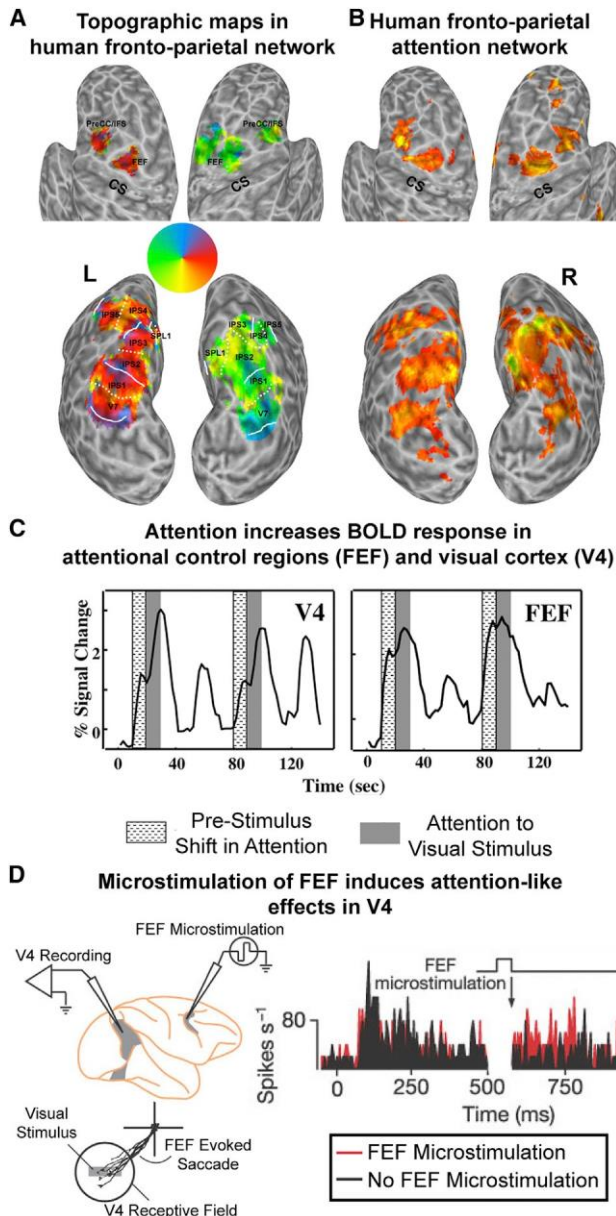 A
Topographic maps in
human fronto-parietal network
B
Human fronto-parietal
attention network
PreCC/IFS
FEF
CS
PreCC/IFS
FEF
CS
CS
L
IPS5
IPS4
SPL1
IPS3
IPS2
IPS1
V7
IPS3
IPS5
IPS4
SPL1
IPS2
IPS1
V7
R
C
Attention increases BOLD response in
attentional control regions (FEF) and visual cortex (V4)
% Signal Change
2
0
V4
FEF
0 40 80 120
0 40 80 120
Time (sec)
Pre-Stimulus
Shift in Attention
Attention to
Visual Stimulus
D
Microstimulation of FEF induces attention-like
effects in V4
FEF Microstimulation
V4 Recording
Visual
Stimulus
FEF Evoked
Saccade
V4 Receptive Field
FEF
microstimulation
80
Spikes s⁻¹
0 250 500 750
Time (ms)
FEF Microstimulation
No FEF Microstimulation